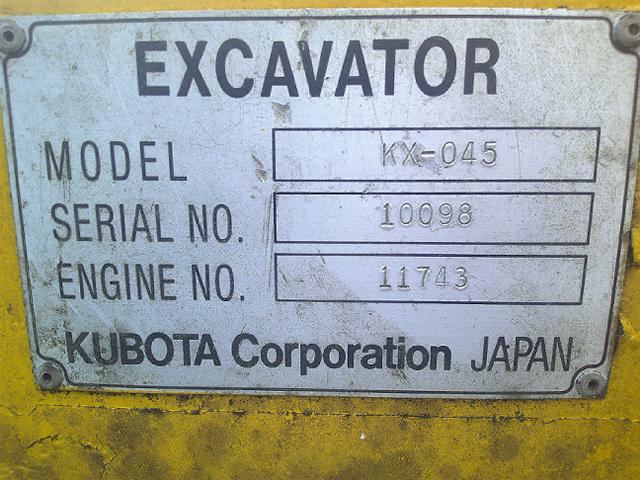 EXCAVATOR
MODEL KX-045
SERIAL NO. 10098
ENGINE NO. 11743
KUBOTA Corporation JAPAN